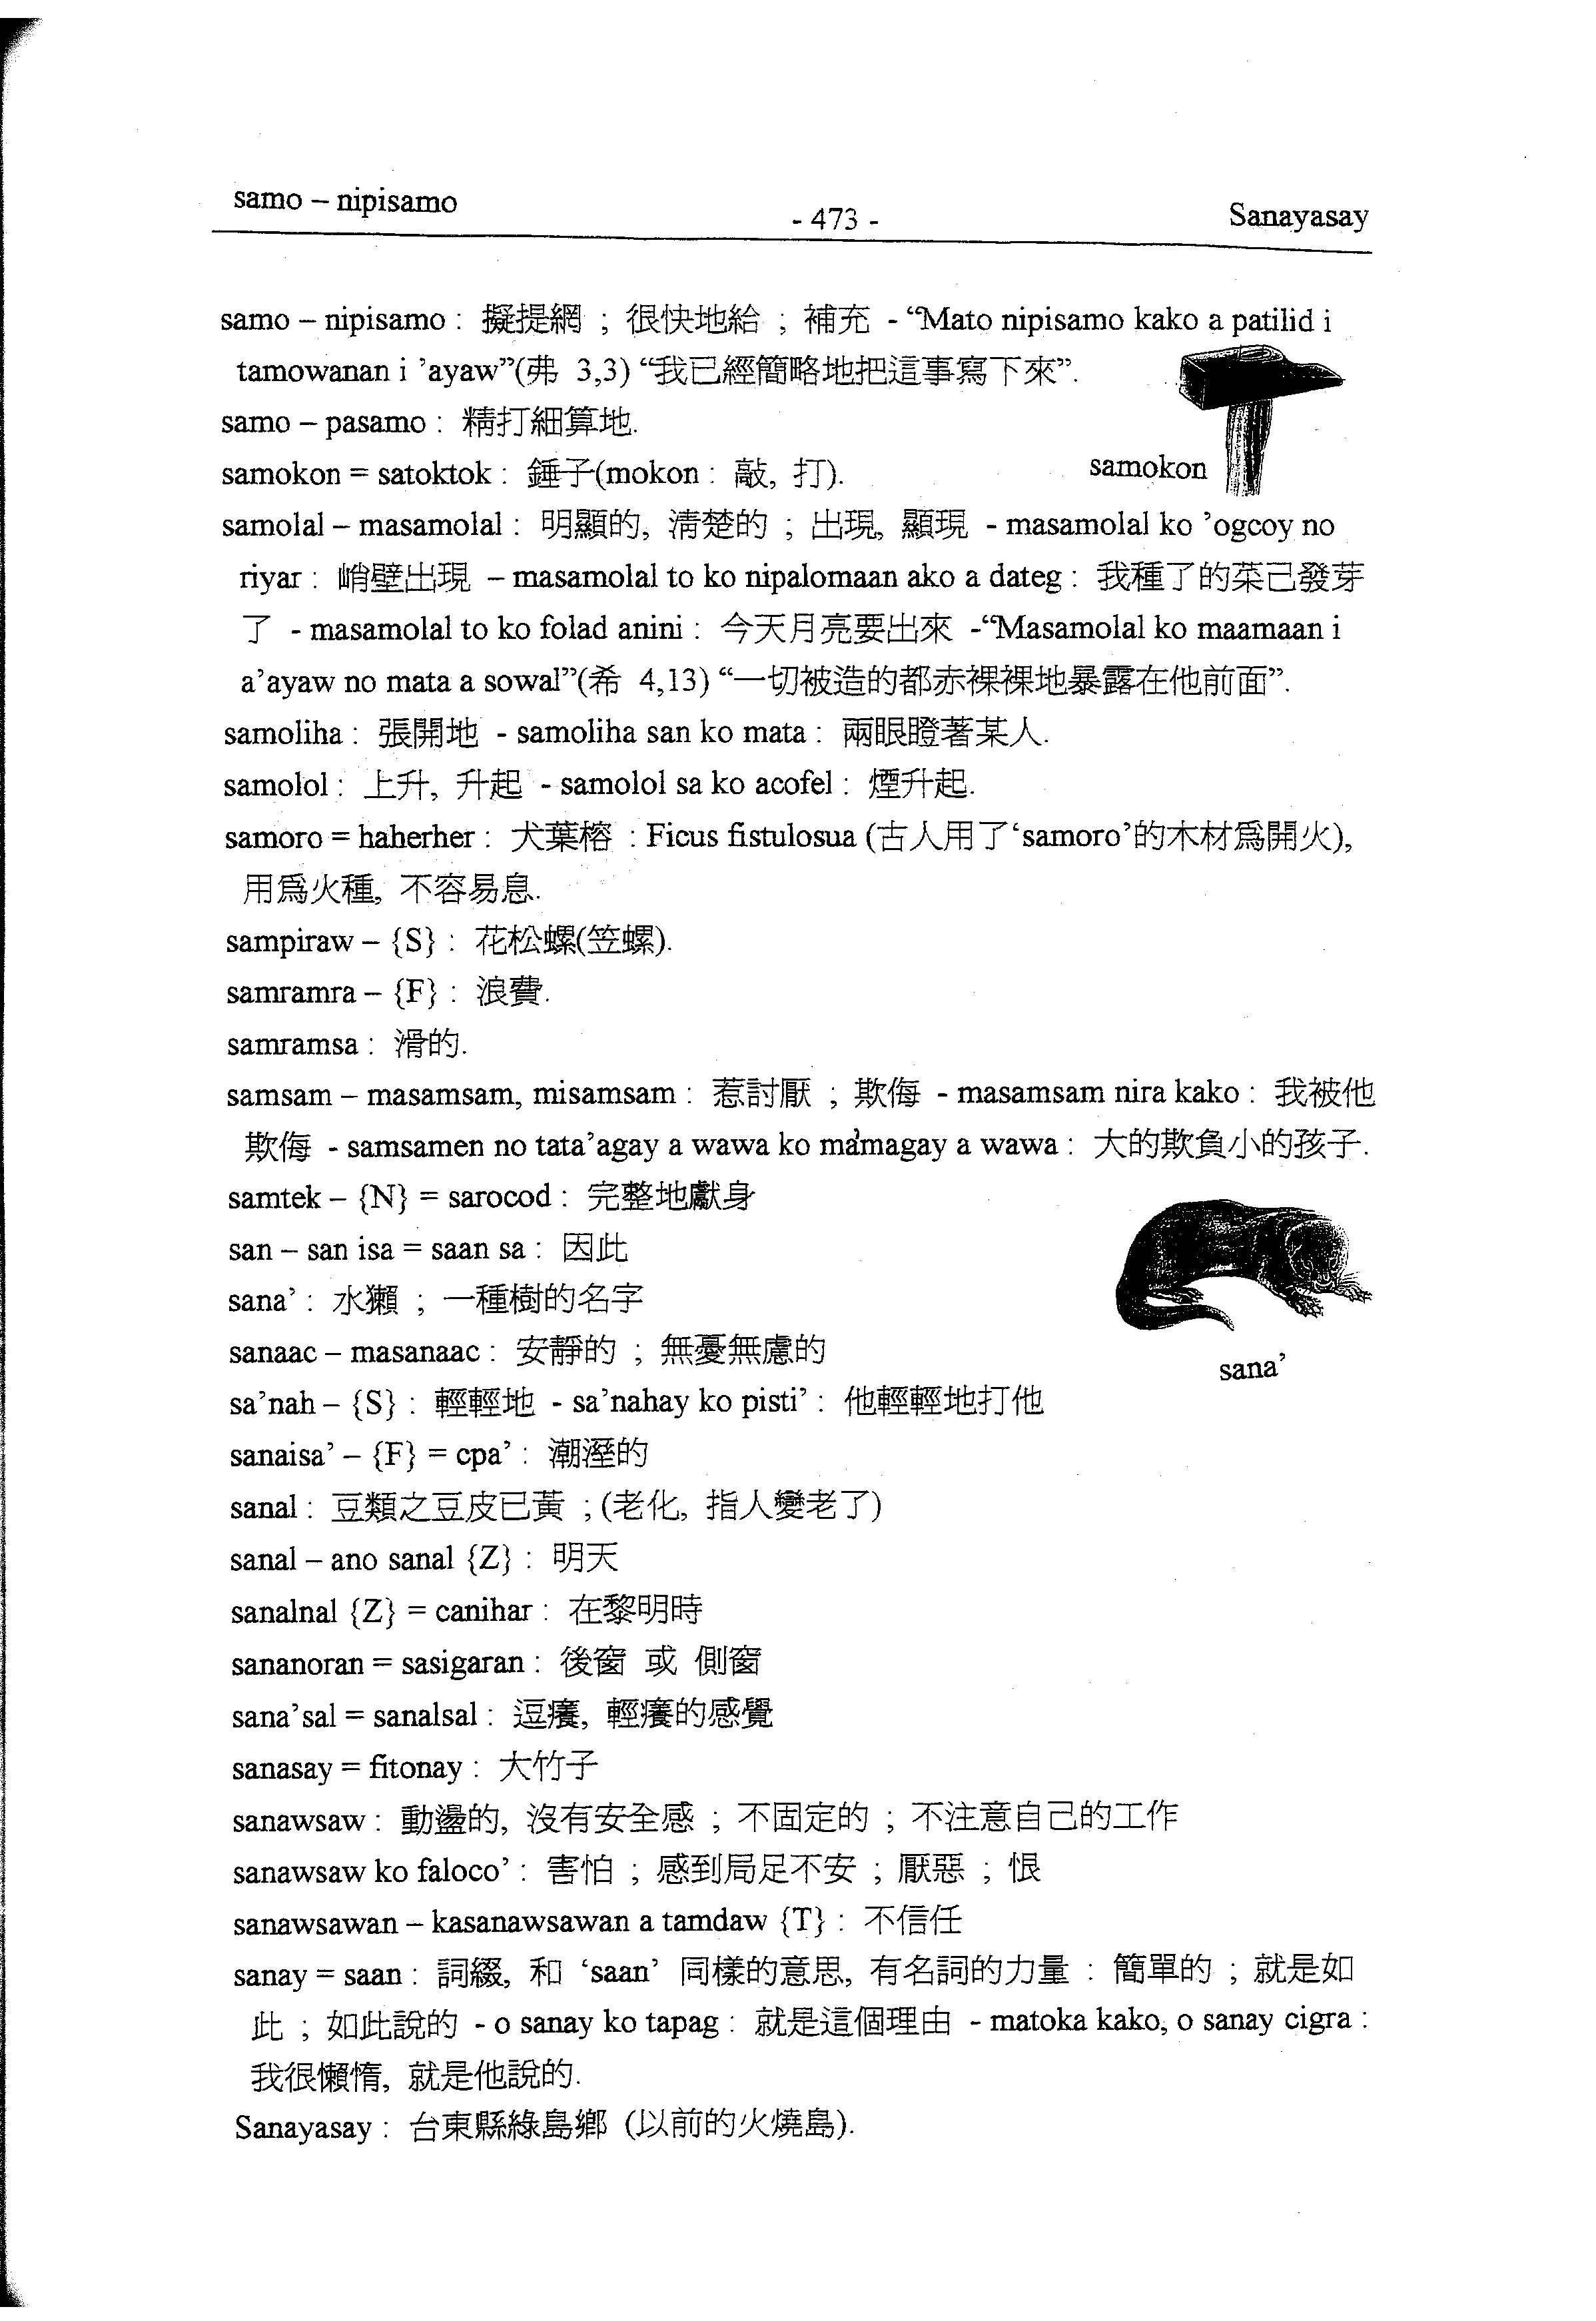 samo – nipisamo
- 473 -
Sanayasay
samo – nipisamo : 擬提網 ; 很快地給 ; 補充 - “Mato nipisamo kako a patilid i
tamowanan i ’ayaw”(弗 3,3) “我已經簡略地把這事寫下來”.
samo – pasamo : 精打細算地.
samokon = satoktok : 錘子(mokon : 敲, 打).
samokon
samolal – masamolal : 明顯的, 清楚的 ; 出現, 顯現 - masamolal ko ’ogcoy no
riyar : 峭壁出現 – masamolal to ko nipalomaan ako a dateg : 我種了的菜己發芽
了 - masamolal to ko folad anini : 今天月亮要出來 -“Masamolal ko maamaan i
a’ayaw no mata a sowal”(希 4,13) “一切被造的都赤裸裸地暴露在他前面”.
samoliha : 張開地 - samoliha san ko mata : 兩眼瞪著某人.
samolol : 上升, 升起 - samolol sa ko acofel : 煙升起.
samoro = haherher : 犬葉榕 : Ficus fistulosua (古人用了‘samoro’的木材爲開火),
用爲火種, 不容易息.
sampiraw – {S} : 花松螺(笠螺).
samramra – {F} : 浪費.
samramsa : 滑的.
samsam – masamsam, misamsam : 惹討厭 ; 欺侮 - masamsam nira kako : 我被他
欺侮 - samsamen no tata’agay a wawa ko ma’magay a wawa : 大的欺負小的孩子.
samtek – {N} = sarocod : 完整地獻身
san – san isa = saan sa : 因此
sana’ : 水獺 ; 一種樹的名字
sanaac – masanaac : 安靜的 ; 無憂無慮的
sana’
sa’nah – {S} : 輕輕地 - sa’nahay ko pisti’ : 他輕輕地打他
sanaisa’ – {F} = cpa’ : 潮溼的
sanal : 豆類之豆皮已黃 ; (老化, 指人變老了)
sanal – ano sanal {Z} : 明天
sanalnal {Z} = canihar : 在黎明時
sananoran = sasigaran : 後窗 或 側窗
sana’sal = sanalsal : 逗癢, 輕癢的感覺
sanasay = fitonay : 大竹子
sanawsaw : 動盪的, 沒有安全感 ; 不固定的 ; 不注意自己的工作
sanawsaw ko faloco’ : 害怕 ; 感到局足不安 ; 厭惡 ; 恨
sanawsawan – kasanawsawan a tamdaw {T} : 不信任
sanay = saan : 詞綴, 和 ‘saan’ 同樣的意思, 有名詞的力量 : 簡單的 ; 就是如
此 ; 如此說的 - o sanay ko tapag : 就是這個理由 - matoka kako, o sanay cigra :
我很懶惰, 就是他說的.
Sanayasay : 台東縣綠島鄉 (以前的火燒島).